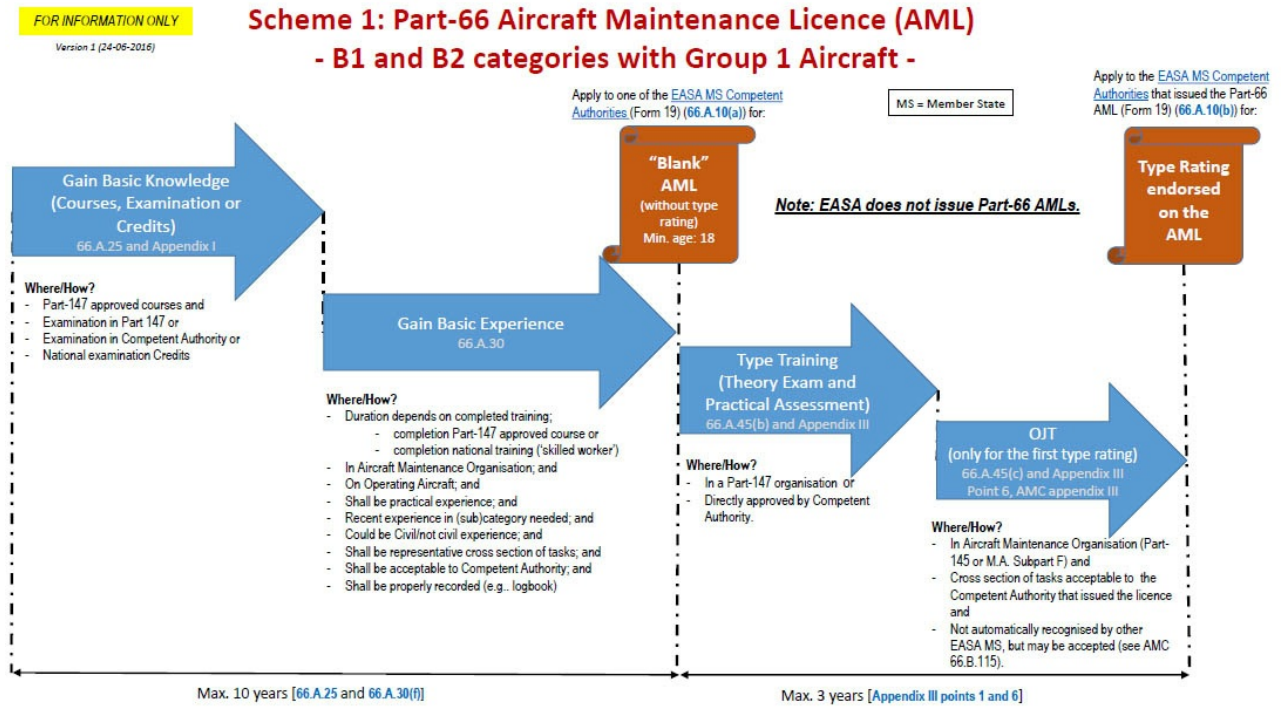 FOR INFORMATION ONLY
Version 1 (24-06-2016)
Scheme 1: Part-66 Aircraft Maintenance Licence (AML)
- B1 and B2 categories with Group 1 Aircraft -
Apply to one of the EASA MS Competent
Authorities (Form 19) (66.A.10(a)) for:
MS = Member State
Apply to the EASA MS Competent
Authorities that issued the Part-66
AML (Form 19) (66.A.10(b)) for:
"Blank"
AML
(without type
rating)
Min. age: 18
Note: EASA does not issue Part-66 AMLs.
Type Rating
endorsed
on the
AML
Gain Basic Knowledge
(Courses, Examination or
Credits)
66.A.25 and Appendix I
Where/How?
- Part-147 approved courses and
- Examination in Part 147 or
- Examination in Competent Authority or
- National examination Credits
Gain Basic Experience
66.A.30
Where/How?
- Duration depends on completed training;
- completion Part-147 approved course or
- completion national training ('skilled worker')
- In Aircraft Maintenance Organisation; and
- On Operating Aircraft; and
- Shall be practical experience; and
- Recent experience in (sub)category needed; and
- Could be Civil/not civil experience; and
- Shall be representative cross section of tasks; and
- Shall be acceptable to Competent Authority; and
- Shall be properly recorded (e.g.. logbook)
Type Training
(Theory Exam and
Practical Assessment)
66.A.45(b) and Appendix III
Where/How?
- In a Part-147 organisation or
- Directly approved by Competent
Authority.
OJT
(only for the first type rating)
66.A.45(c) and Appendix III
Point 6, AMC appendix III
Where/How?
- In Aircraft Maintenance Organisation (Part-
145 or M.A. Subpart F) and
- Cross section of tasks acceptable to the
Competent Authority that issued the licence
and
- Not automatically recognised by other
EASA MS, but may be accepted (see AMC
66.B.115).
Max. 10 years [66.A.25 and 66.A.30(f)]
Max. 3 years [Appendix III points 1 and 6]